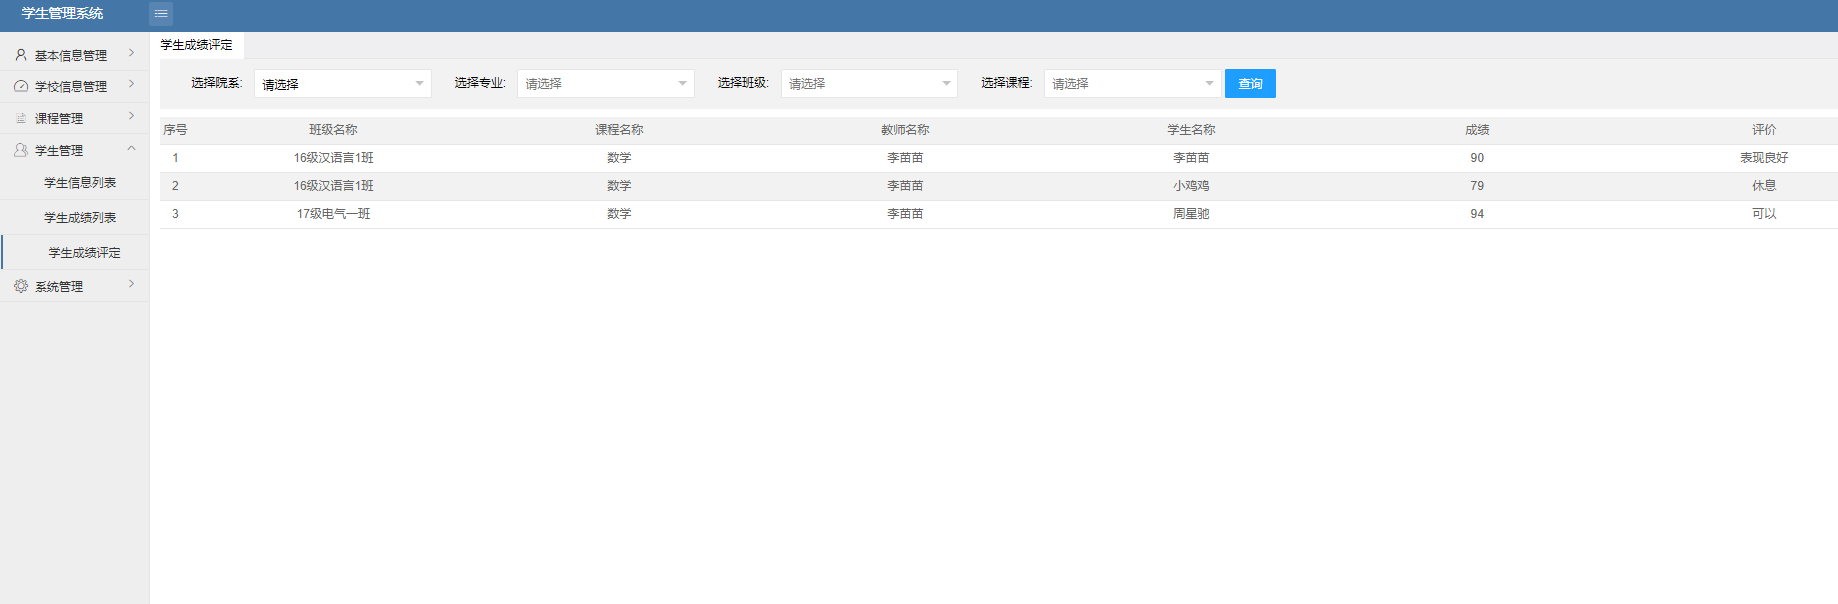 学生管理系统
基本信息管理
学校信息管理
课程管理
学生管理
学生信息列表
学生成绩列表
学生成绩评定
系统管理
学生成绩评定
选择院系: 请选择 选择专业: 请选择 选择班级: 请选择 选择课程: 请选择 查询
序号 班级名称 课程名称 教师名称 学生名称 成绩 评价
1 16级汉语言1班 数学 李苗苗 李苗苗 90 表现良好
2 16级汉语言1班 数学 李苗苗 小鸡鸡 79 休息
3 17级电气一班 数学 李苗苗 周星驰 94 可以